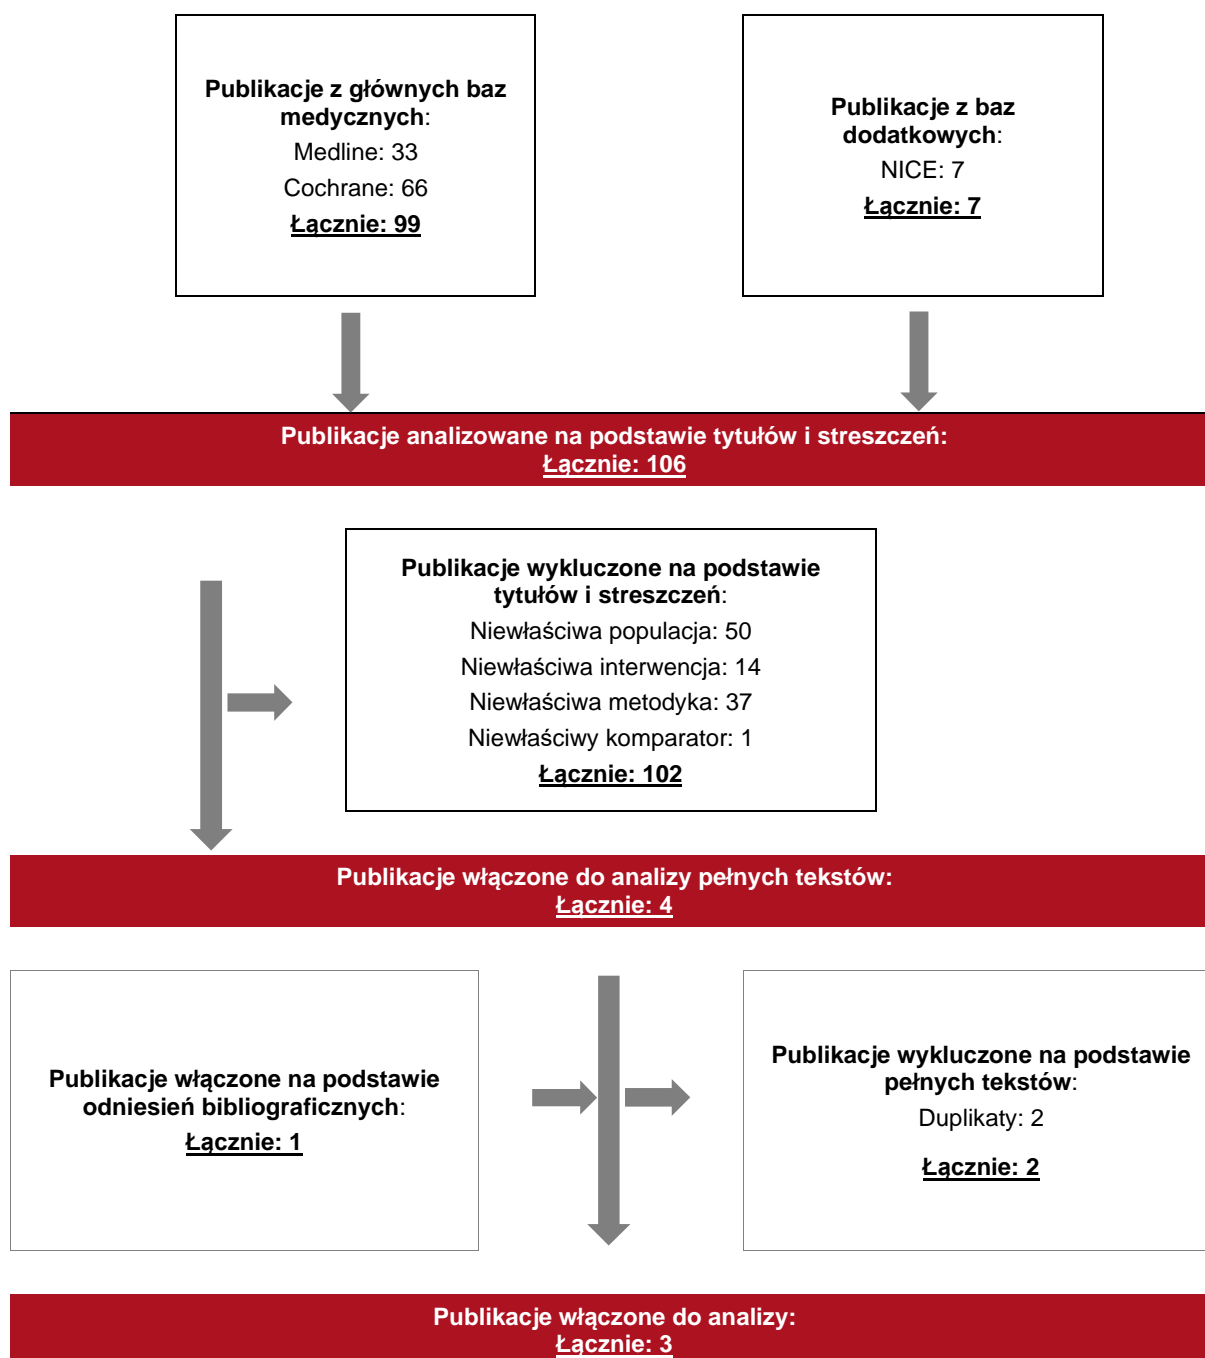 Publikacje z głównych baz
medycznych:
Medline: 33
Cochrane: 66
Łącznie: 99
Publikacje z baz
dodatkowych:
NICE: 7
Łącznie: 7
Publikacje analizowane na podstawie tytułów i streszczeń:
Łącznie: 106
Publikacje wykluczone na podstawie
tytułów i streszczeń:
Niewłaściwa populacja: 50
Niewłaściwa interwencja: 14
Niewłaściwa metodyka: 37
Niewłaściwy komparator: 1
Łącznie: 102
Publikacje włączone do analizy pełnych tekstów:
Łącznie: 4
Publikacje włączone na podstawie
odniesień bibliograficznych:
Łącznie: 1
Publikacje wykluczone na podstawie
pełnych tekstów:
Duplikaty: 2
Łącznie: 2
Publikacje włączone do analizy:
Łącznie: 3